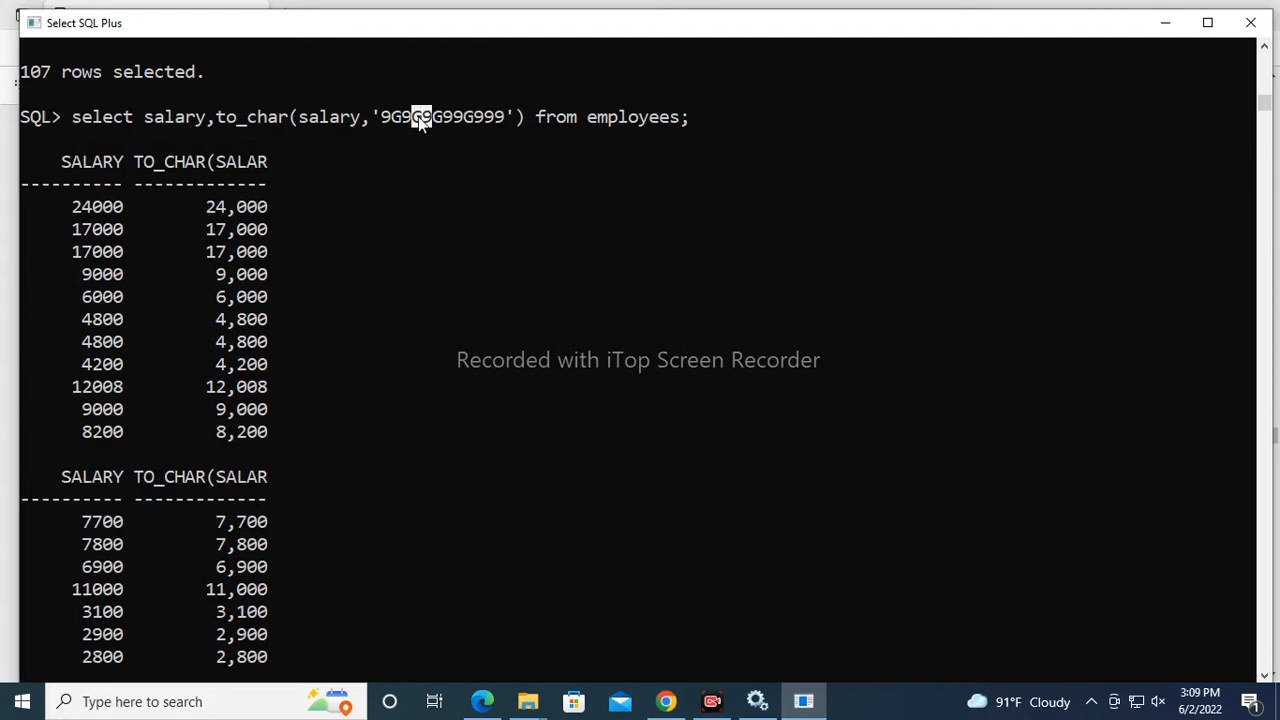 Select SQL Plus
107 rows selected.
SQL> select salary,to_char(salary,'9G9G9G99G999') from employees;
SALARY TO_CHAR(SALAR
---------- -------------
24000 24,000
17000 17,000
17000 17,000
9000 9,000
6000 6,000
4800 4,800
4800 4,800
4200 4,200
12008 12,008
9000 9,000
8200 8,200
SALARY TO_CHAR(SALAR
---------- -------------
7700 7,700
7800 7,800
6900 6,900
11000 11,000
3100 3,100
2900 2,900
2800 2,800
Recorded with iTop Screen Recorder
Type here to search
91°F Cloudy
3:09 PM
6/2/2022
1